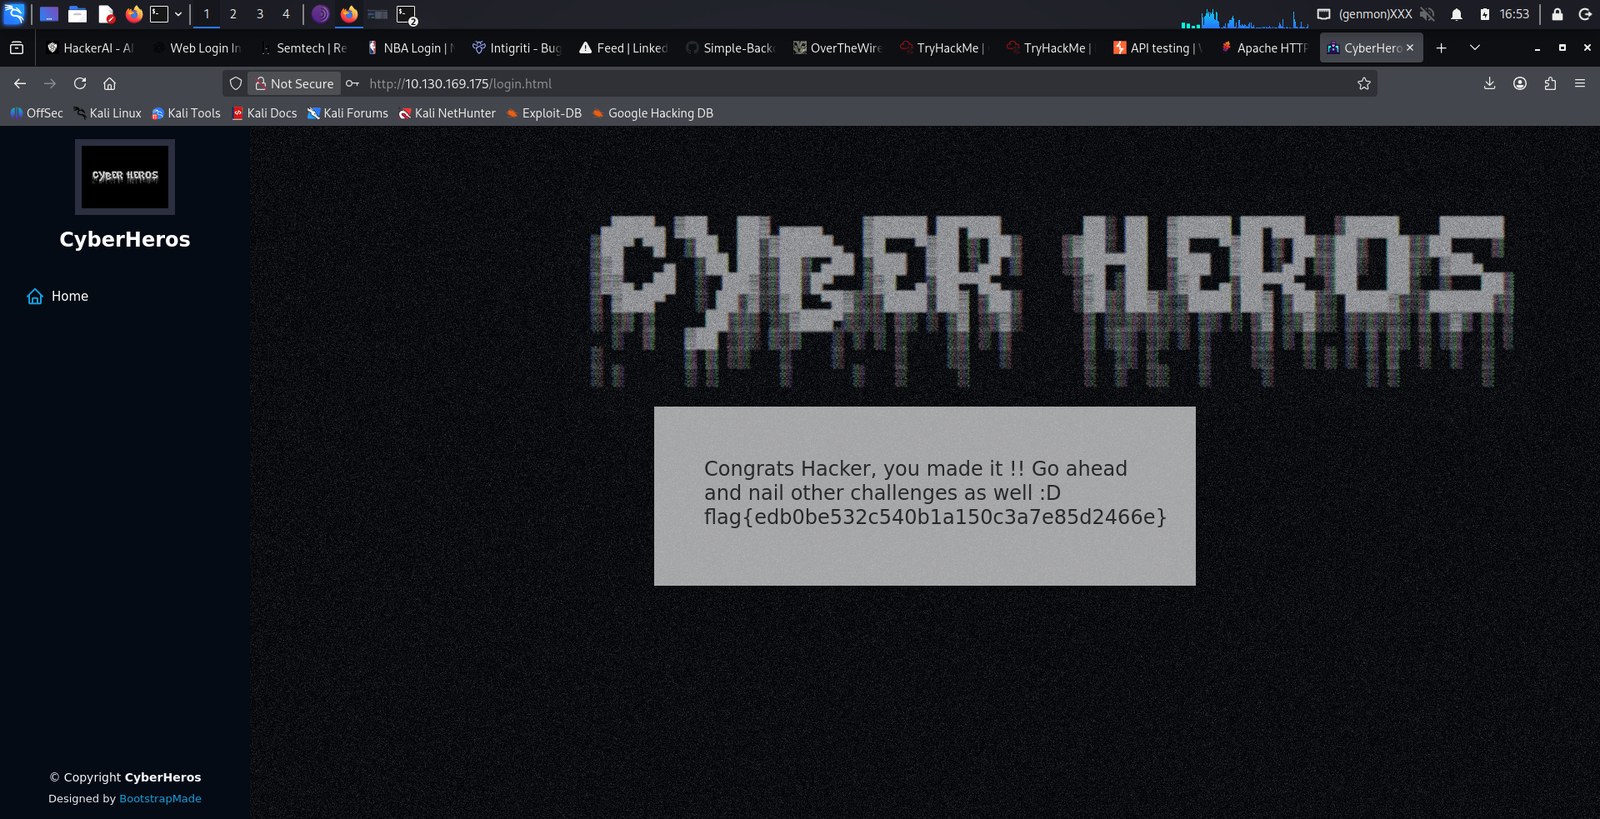 1 2 3 4 (genmon)XXX 16:53
HackerAI - AI Web Login In Semtech | Re NBA Login | Intigriti - Bug Feed | Linked Simple-Back OverTheWire TryHackMe | TryHackMe | API testing | Apache HTTP CyberHero
Not Secure http://10.130.169.175/login.html
OffSec Kali Linux Kali Tools Kali Docs Kali Forums Kali NetHunter Exploit-DB Google Hacking DB
CYBER HEROS
CyberHeros
Home
CYBER HEROS
Congrats Hacker, you made it !! Go ahead
and nail other challenges as well :D
flag{edb0be532c540b1a150c3a7e85d2466e}
© Copyright CyberHeros
Designed by BootstrapMade